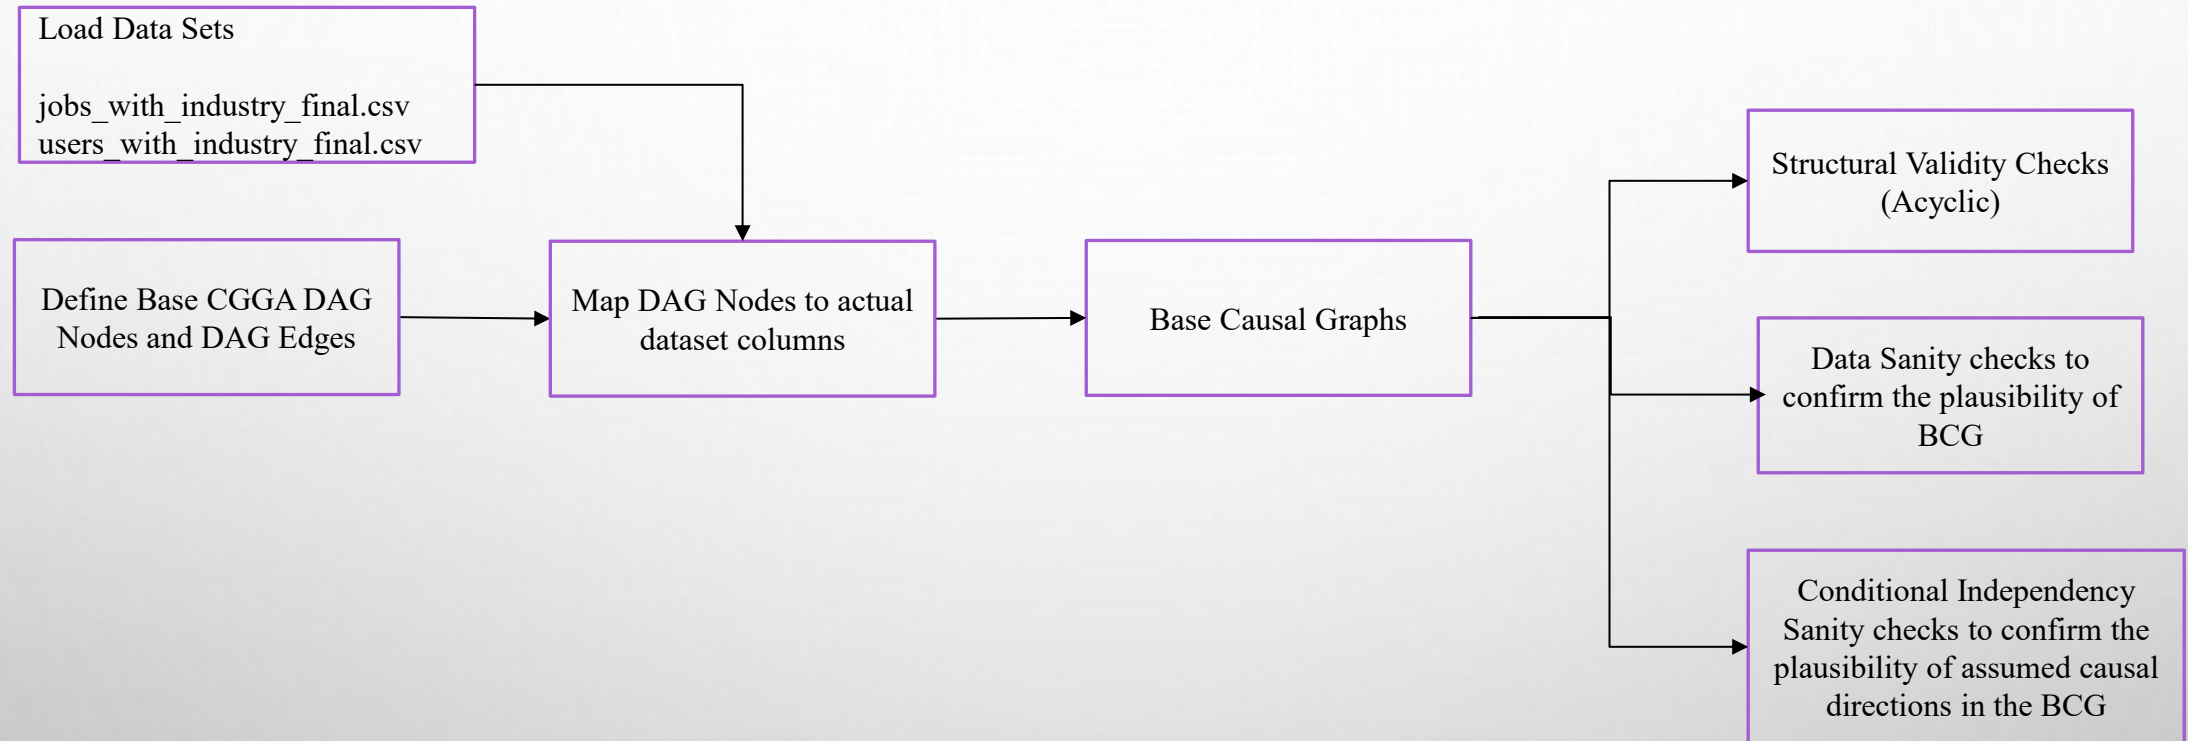 Load Data Sets
jobs_with_industry_final.csv
users_with_industry_final.csv
Define Base CGGA DAG
Nodes and DAG Edges
Map DAG Nodes to actual
dataset columns
Base Causal Graphs
Structural Validity Checks
(Acyclic)
Data Sanity checks to
confirm the plausibility of
BCG
Conditional Independency
Sanity checks to confirm the
plausibility of assumed causal
directions in the BCG